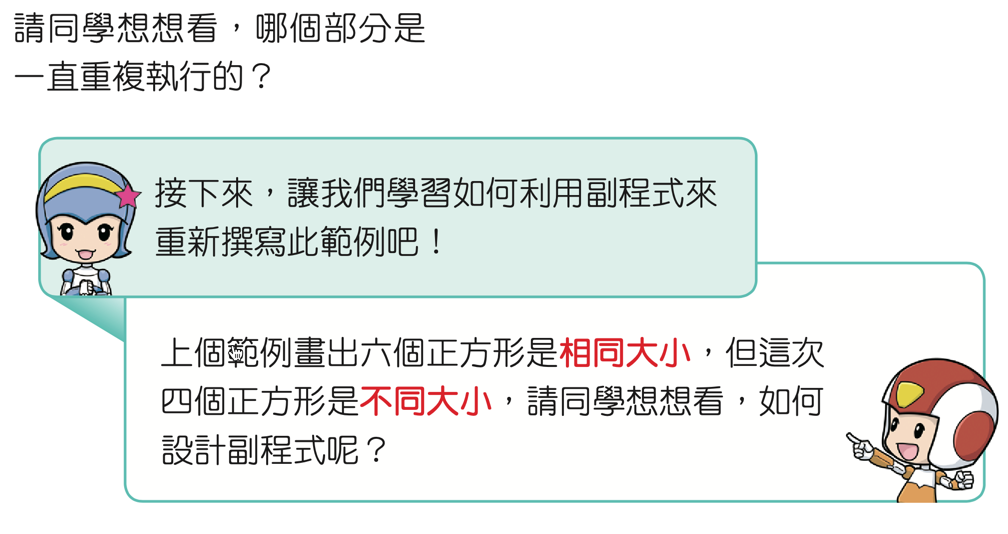 請同學想想看，哪個部分是
一直重複執行的？
接下來，讓我們學習如何利用副程式來
重新撰寫此範例吧！
上個範例畫出六個正方形是相同大小，但這次
四個正方形是不同大小，請同學想想看，如何
設計副程式呢？